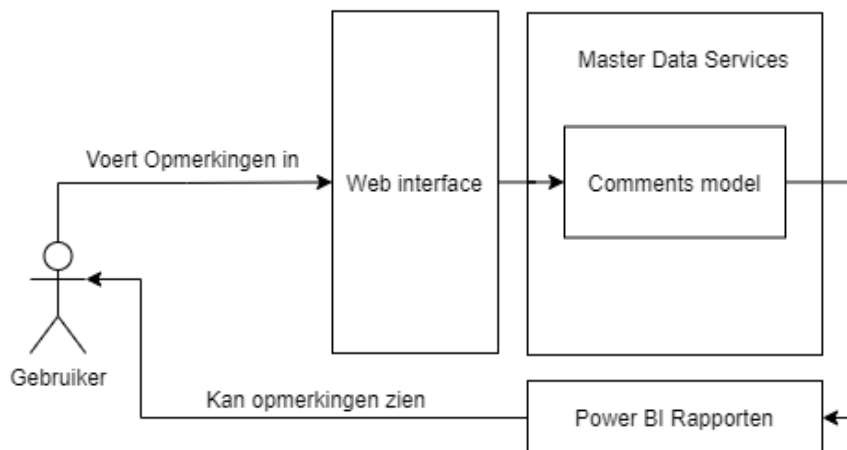 Master Data Services
Voert Opmerkingen in
Web interface
Comments model
Gebruiker
Kan opmerkingen zien
Power BI Rapporten